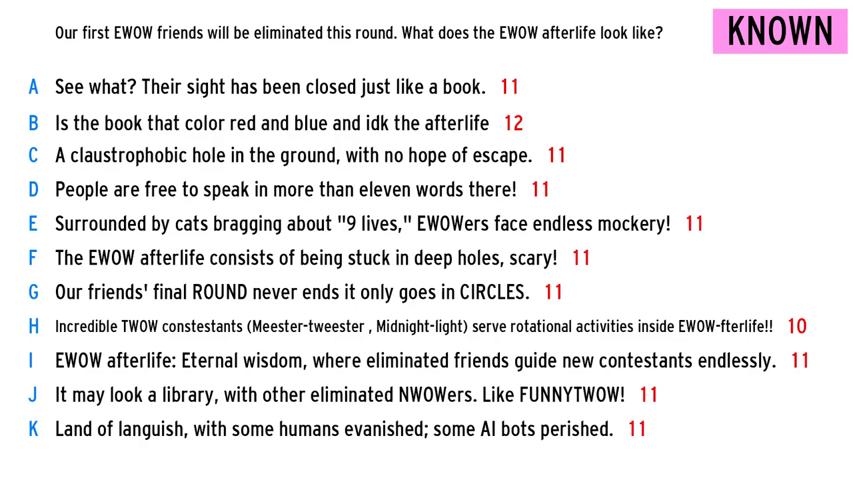 Our first EWOW friends will be eliminated this round. What does the EWOW afterlife look like?
KNOWN
A See what? Their sight has been closed just like a book. 11
B Is the book that color red and blue and idk the afterlife 12
C A claustrophobic hole in the ground, with no hope of escape. 11
D People are free to speak in more than eleven words there! 11
E Surrounded by cats bragging about "9 lives," EWOWers face endless mockery! 11
F The EWOW afterlife consists of being stuck in deep holes, scary! 11
G Our friends' final ROUND never ends it only goes in CIRCLES. 11
H Incredible TWOW constestants (Meester-tweester , Midnight-light) serve rotational activities inside EWOW-fterlife!! 10
I EWOW afterlife: Eternal wisdom, where eliminated friends guide new contestants endlessly. 11
J It may look a library, with other eliminated NWOWers. Like FUNNYTWOW! 11
K Land of languish, with some humans evanished; some AI bots perished. 11